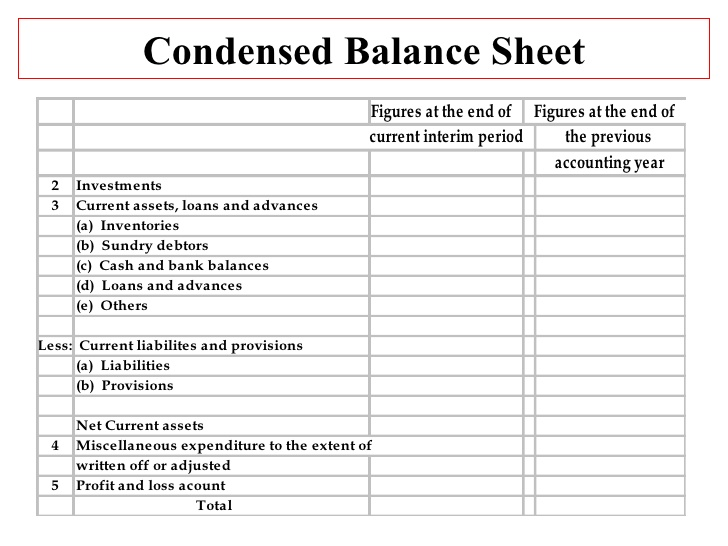 Condensed Balance Sheet
Figures at the end of Figures at the end of
current interim period the previous
accounting year
2 Investments
3 Current assets, loans and advances
(a) Inventories
(b) Sundry debtors
(c) Cash and bank balances
(d) Loans and advances
(e) Others
Less: Current liabilites and provisions
(a) Liabilities
(b) Provisions
Net Current assets
4 Miscellaneous expenditure to the extent of
written off or adjusted
5 Profit and loss acount
Total